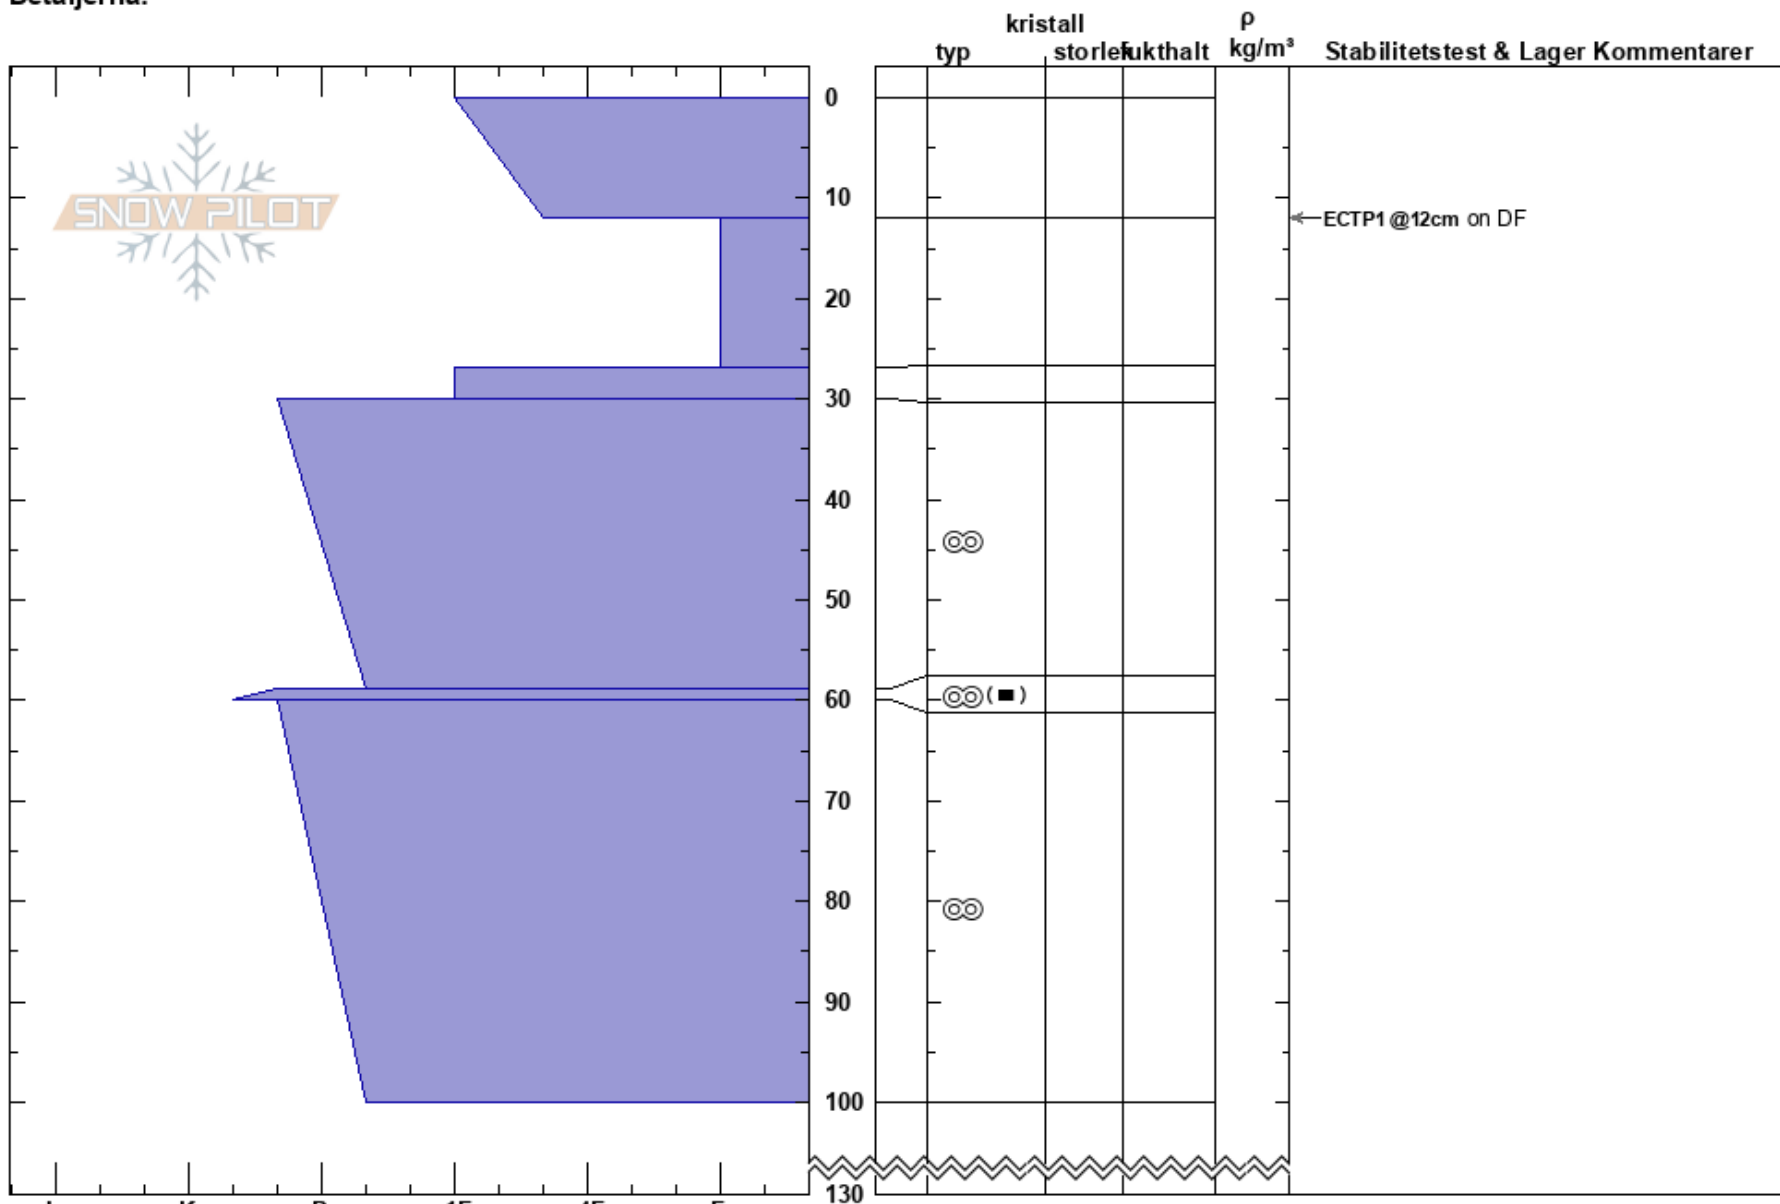 kristall
ρ
typ
storlek
fukthalt
kg/m³
Stabilitetstest & Lager Kommentarer
0
SNOW PILOT
10
ECTP1 @12cm on DF
20
30
40
50
60
70
80
90
100
130